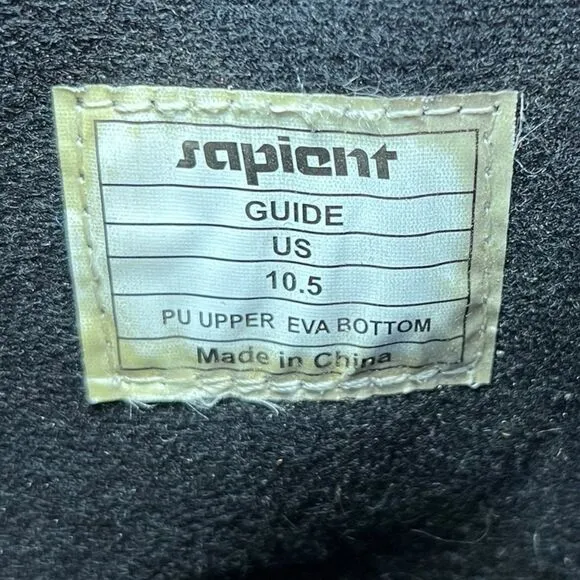 sapient
GUIDE
US
10.5
PU UPPER EVA BOTTOM
Made in China